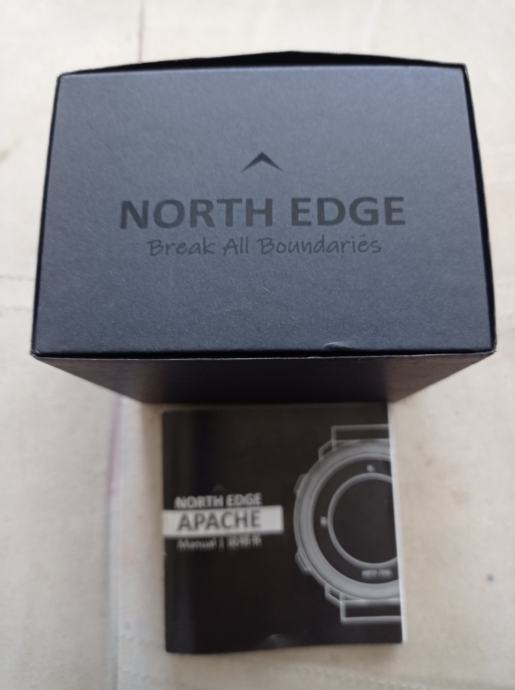 NORTH EDGE
Break All Boundaries
NORTH EDGE
APACHE
Manual | 说明书